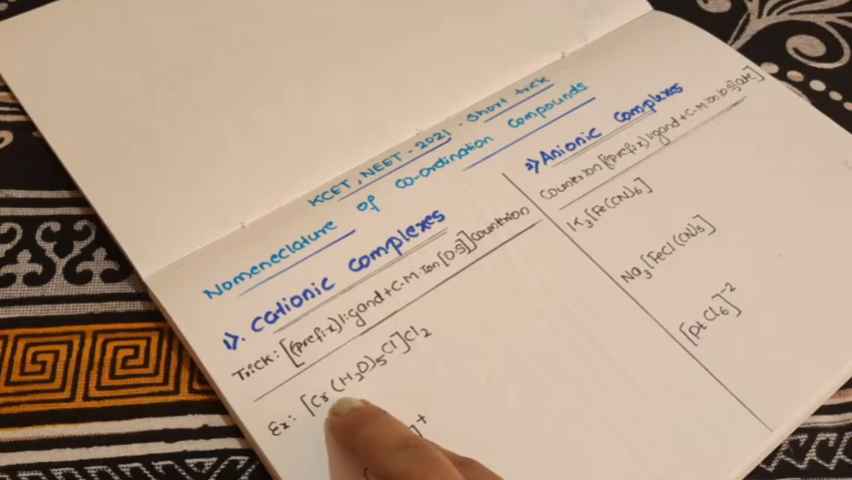 KCET, NEET-2021. Short trick
Nomeneclature of co-ordination compounds
1). Cationic complexes
Trick: [(prefix) ligand + C.M.Ion [O.S]] counter ion
Ex: [Cr(H2O)5Cl]Cl2
]+
2) Anionic complexes
Counter ion [(prefix) ligand + C.M. Ion [O.S] (ate)]
K3[Fe(CN)6]
Na3[FeCl(CN)5]
[PtCl6]-2